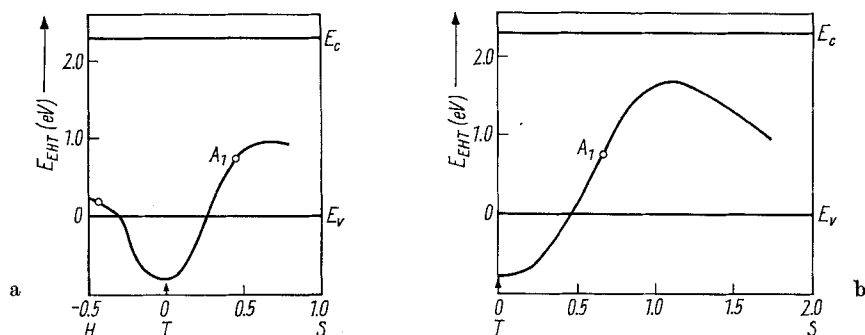 E_EHT (eV)
2.0
1.0
0
E_c
E_v
A_1
-0.5 0 0.5 1.0
H T S
a
E_EHT (eV)
2.0
1.0
0
E_c
E_v
A_1
0 0.5 1.0 1.5 2.0
T S
b